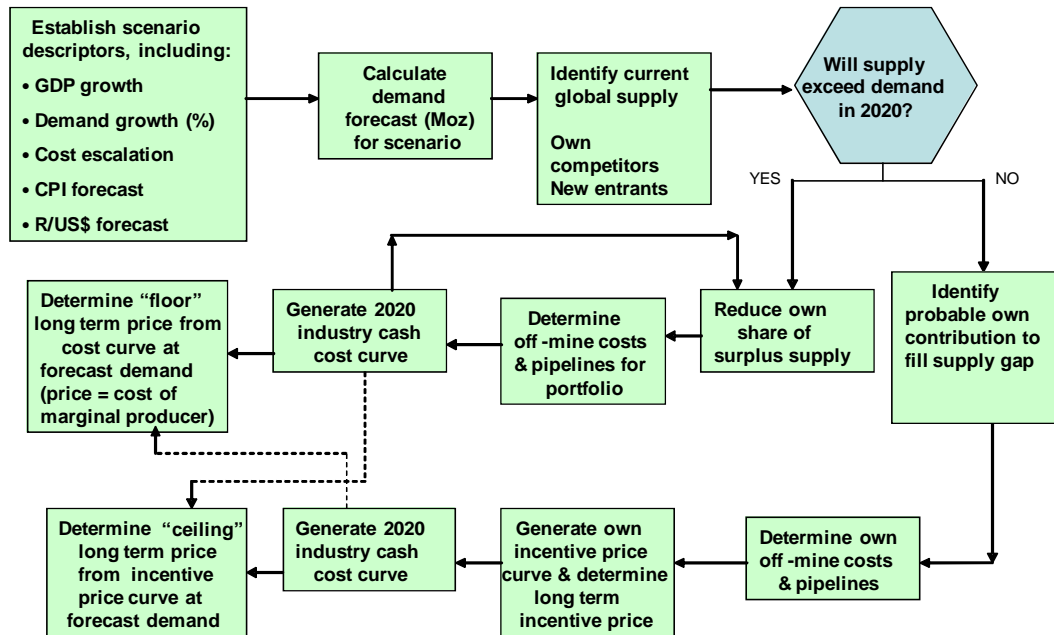 Establish scenario
descriptors, including:
• GDP growth
• Demand growth (%)
• Cost escalation
• CPI forecast
• R/US$ forecast
Calculate
demand
forecast (Moz)
for scenario
Identify current
global supply
Own
competitors
New entrants
Will supply
exceed demand
in 2020?
YES
NO
Determine “floor”
long term price from
cost curve at
forecast demand
(price = cost of
marginal producer)
Generate 2020
industry cash
cost curve
Determine
off -mine costs
& pipelines for
portfolio
Reduce own
share of
surplus supply
Identify
probable own
contribution to
fill supply gap
Determine “ceiling”
long term price
from incentive
price curve at
forecast demand
Generate 2020
industry cash
cost curve
Generate own
incentive price
curve & determine
long term
incentive price
Determine own
off -mine costs
& pipelines